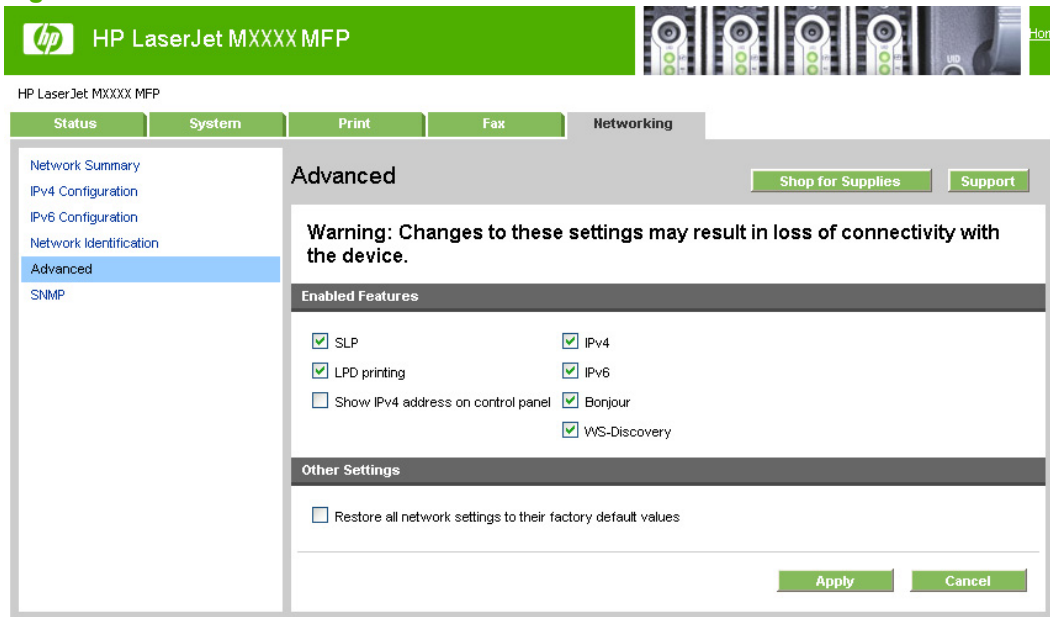 hp HP LaserJet MXXXX MFP
UID
HP LaserJet MXXXX MFP
Status System Print Fax Networking
Network Summary
IPv4 Configuration
IPv6 Configuration
Network Identification
Advanced
SNMP
Advanced
Shop for Supplies Support
Warning: Changes to these settings may result in loss of connectivity with
the device.
Enabled Features
SLP IPv4
LPD printing IPv6
Show IPv4 address on control panel Bonjour
WS-Discovery
Other Settings
Restore all network settings to their factory default values
Apply Cancel